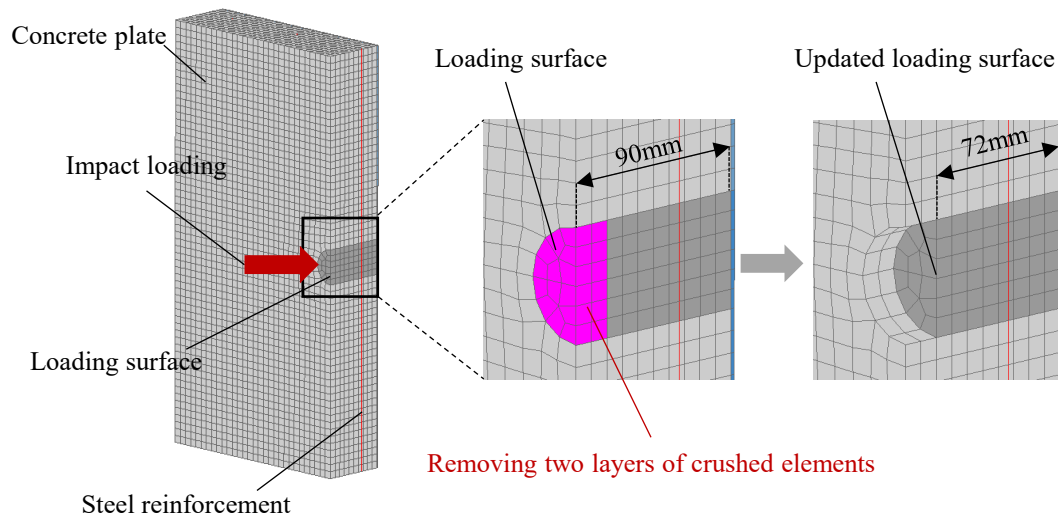 Concrete plate
Impact loading
Loading surface
Steel reinforcement
Loading surface
90mm
Removing two layers of crushed elements
Updated loading surface
72mm